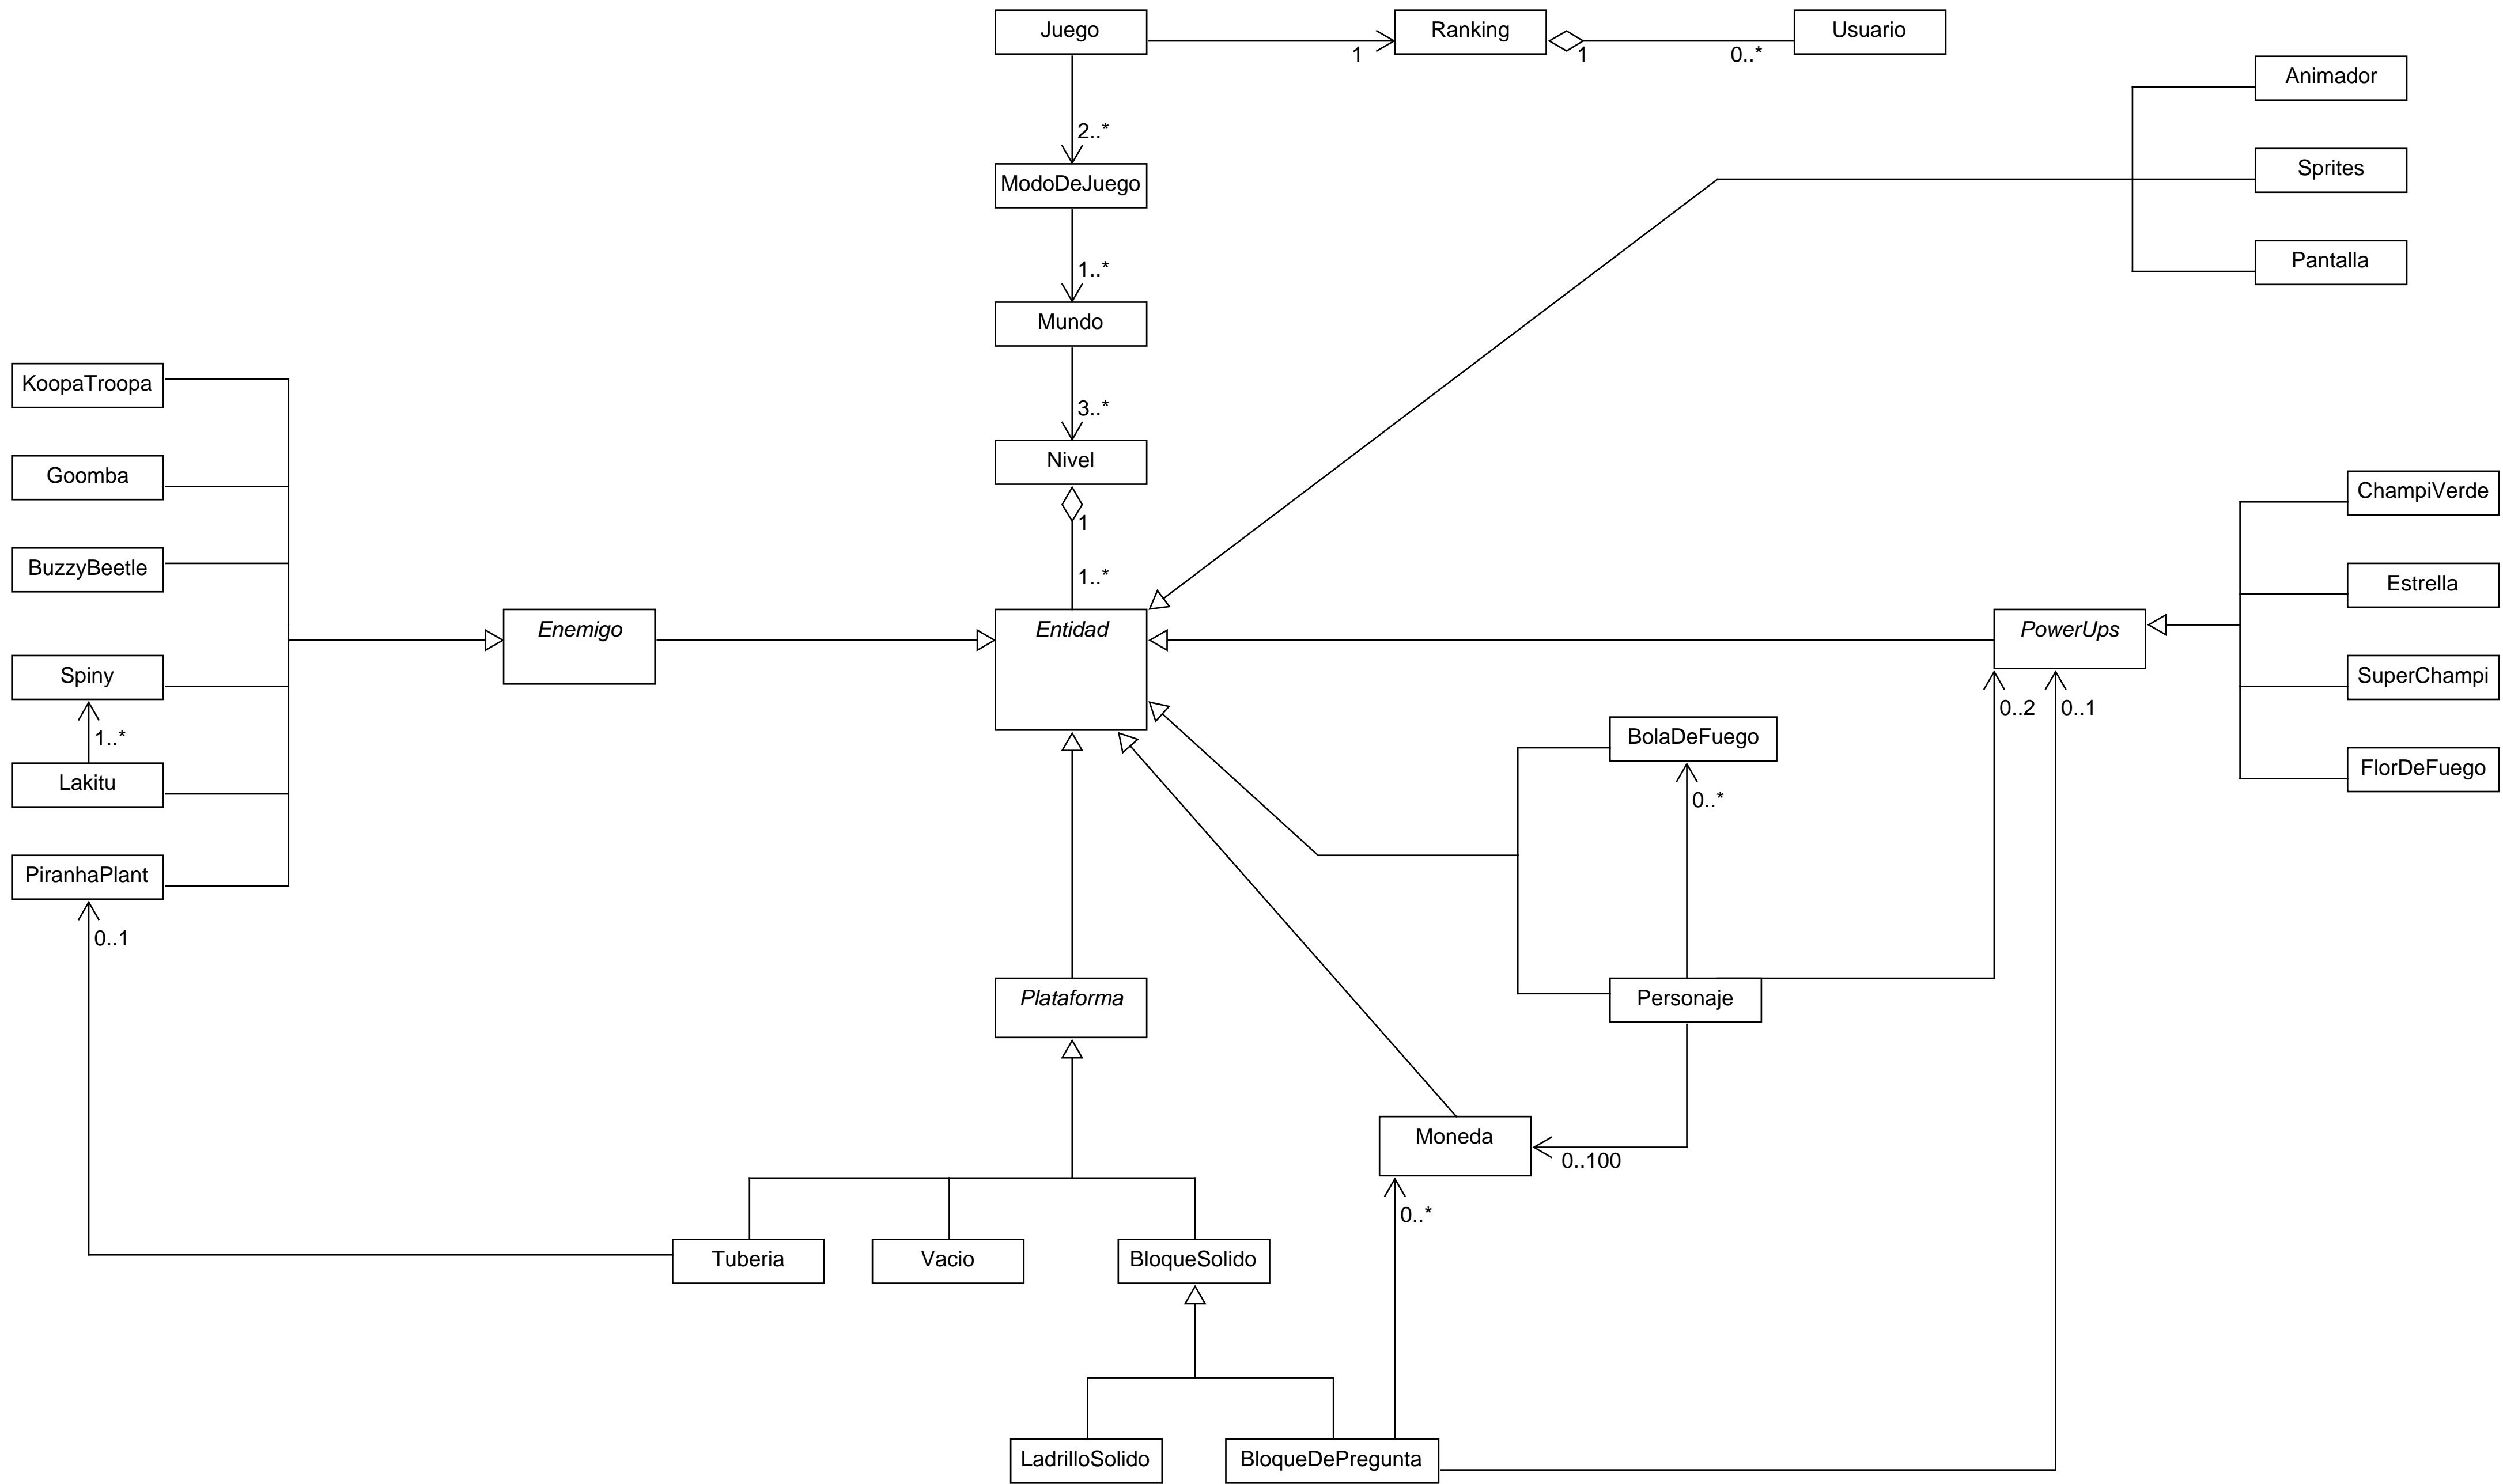 Juego
Ranking
Usuario
1
1
0..*
Animador
2..*
ModoDeJuego
Sprites
1..*
Pantalla
Mundo
KoopaTroopa
3..*
Nivel
Goomba
ChampiVerde
1
BuzzyBeetle
1..*
Estrella
Enemigo
Entidad
PowerUps
Spiny
SuperChampi
0..2
0..1
1..*
BolaDeFuego
Lakitu
FlorDeFuego
0..*
PiranhaPlant
0..1
Plataforma
Personaje
Moneda
0..100
0..*
Tuberia
Vacio
BloqueSolido
LadrilloSolido
BloqueDePregunta